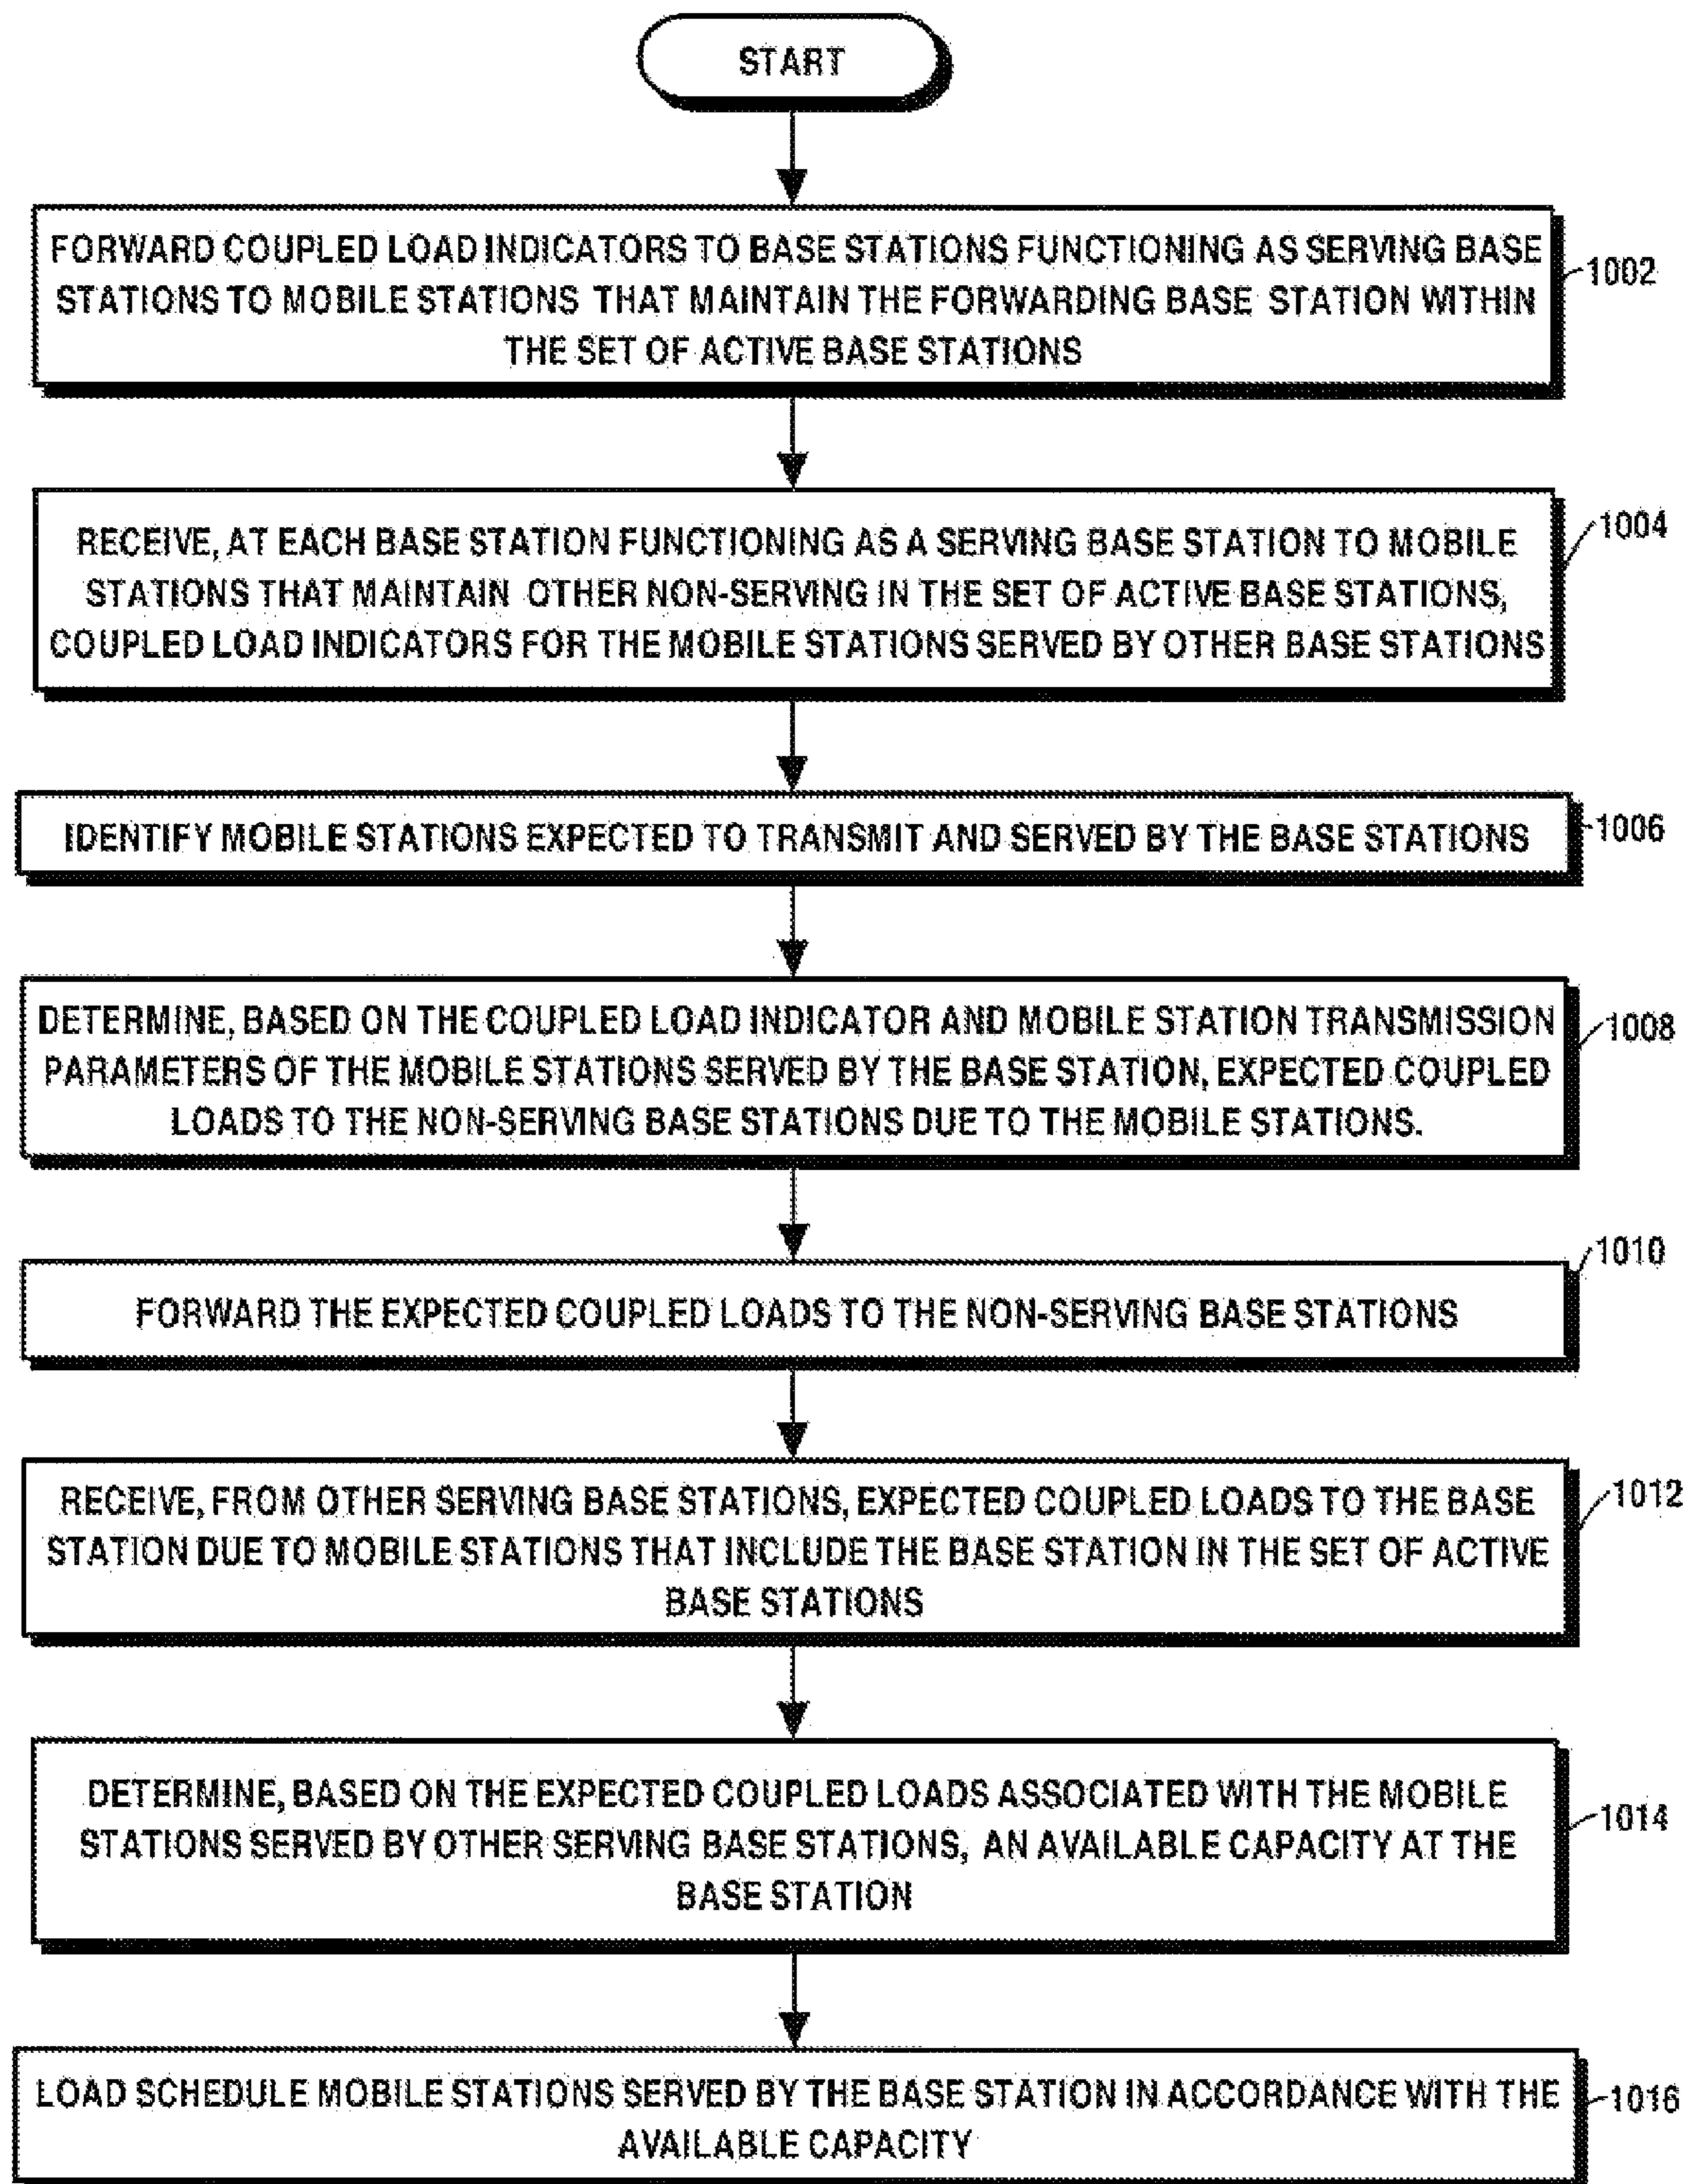 START
FORWARD COUPLED LOAD INDICATORS TO BASE STATIONS FUNCTIONING AS SERVING BASE
STATIONS TO MOBILE STATIONS THAT MAINTAIN THE FORWARDING BASE STATION WITHIN
THE SET OF ACTIVE BASE STATIONS
1002
RECEIVE, AT EACH BASE STATION FUNCTIONING AS A SERVING BASE STATION TO MOBILE
STATIONS THAT MAINTAIN OTHER NON-SERVING IN THE SET OF ACTIVE BASE STATIONS,
COUPLED LOAD INDICATORS FOR THE MOBILE STATIONS SERVED BY OTHER BASE STATIONS
1004
IDENTIFY MOBILE STATIONS EXPECTED TO TRANSMIT AND SERVED BY THE BASE STATIONS
1006
DETERMINE, BASED ON THE COUPLED LOAD INDICATOR AND MOBILE STATION TRANSMISSION
PARAMETERS OF THE MOBILE STATIONS SERVED BY THE BASE STATION, EXPECTED COUPLED
LOADS TO THE NON-SERVING BASE STATIONS DUE TO THE MOBILE STATIONS.
1008
FORWARD THE EXPECTED COUPLED LOADS TO THE NON-SERVING BASE STATIONS
1010
RECEIVE, FROM OTHER SERVING BASE STATIONS, EXPECTED COUPLED LOADS TO THE BASE
STATION DUE TO MOBILE STATIONS THAT INCLUDE THE BASE STATION IN THE SET OF ACTIVE
BASE STATIONS
1012
DETERMINE, BASED ON THE EXPECTED COUPLED LOADS ASSOCIATED WITH THE MOBILE
STATIONS SERVED BY OTHER SERVING BASE STATIONS, AN AVAILABLE CAPACITY AT THE
BASE STATION
1014
LOAD SCHEDULE MOBILE STATIONS SERVED BY THE BASE STATION IN ACCORDANCE WITH THE
AVAILABLE CAPACITY
1016